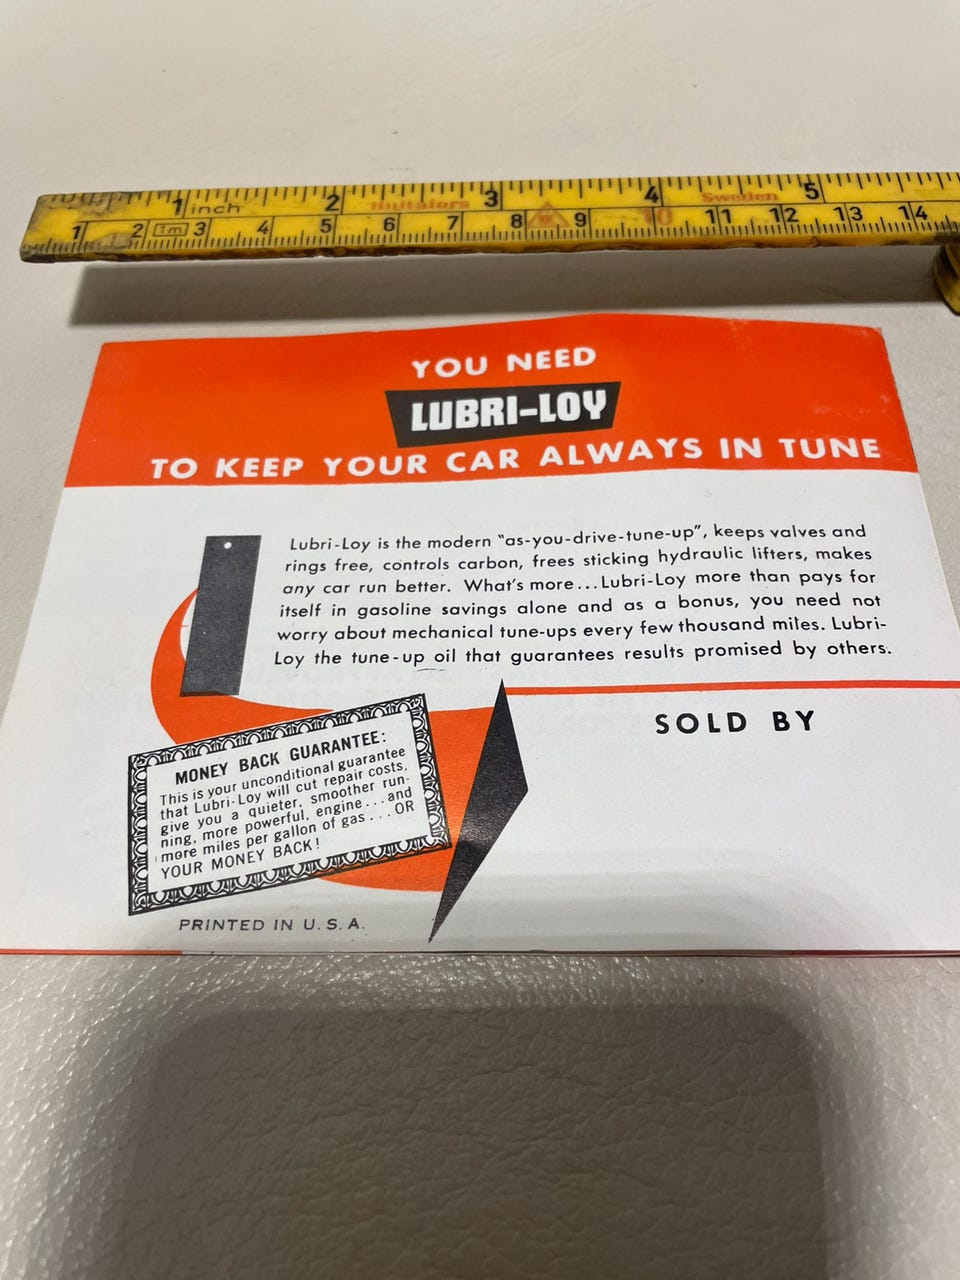 1 inch 2 Hultafors 3 4 Sweden 5
1 2 1m 3 4 5 6 7 8 9 10 11 12 13 14
YOU NEED
LUBRI-LOY
TO KEEP YOUR CAR ALWAYS IN TUNE
Lubri-Loy is the modern "as-you-drive-tune-up", keeps valves and
rings free, controls carbon, frees sticking hydraulic lifters, makes
any car run better. What's more...Lubri-Loy more than pays for
itself in gasoline savings alone and as a bonus, you need not
worry about mechanical tune-ups every few thousand miles. Lubri-
Loy the tune-up oil that guarantees results promised by others.
SOLD BY
MONEY BACK GUARANTEE:
This is your unconditional guarantee
that Lubri-Loy will cut repair costs,
give you a quieter, smoother run-
ning, more powerful, engine...and
more miles per gallon of gas...OR
YOUR MONEY BACK!
PRINTED IN U.S.A.